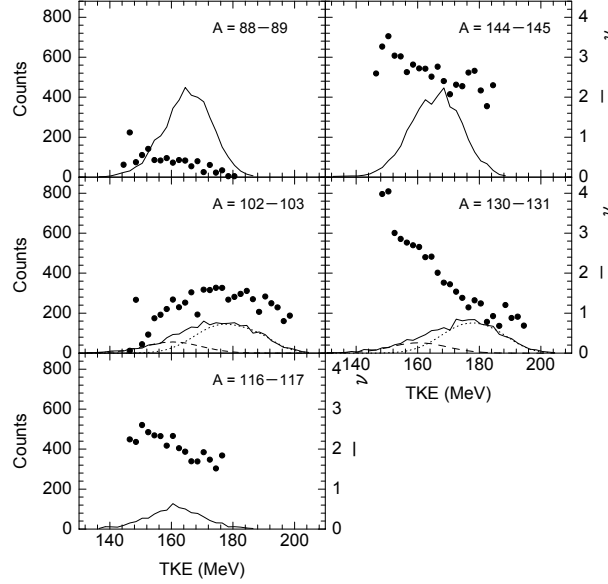 A = 88−89
A = 144−145
800
600
400
200
0
Counts
4
3
2
1
0
ν
A = 102−103
A = 130−131
800
600
400
200
0
Counts
4
3
2
1
0
ν
140 160 180 200
TKE (MeV)
A = 116−117
800
600
400
200
0
Counts
4
3
2
1
0
ν
140 160 180 200
TKE (MeV)